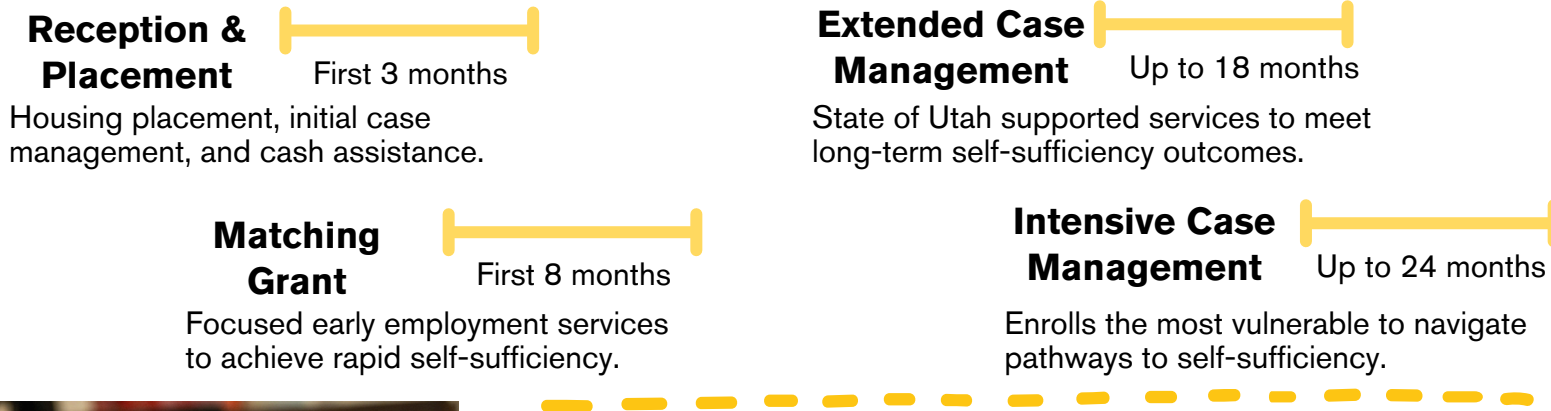 Reception &
Placement
First 3 months
Housing placement, initial case
management, and cash assistance.
Matching
Grant
First 8 months
Focused early employment services
to achieve rapid self-sufficiency.
Extended Case
Management
Up to 18 months
State of Utah supported services to meet
long-term self-sufficiency outcomes.
Intensive Case
Management
Up to 24 months
Enrolls the most vulnerable to navigate
pathways to self-sufficiency.